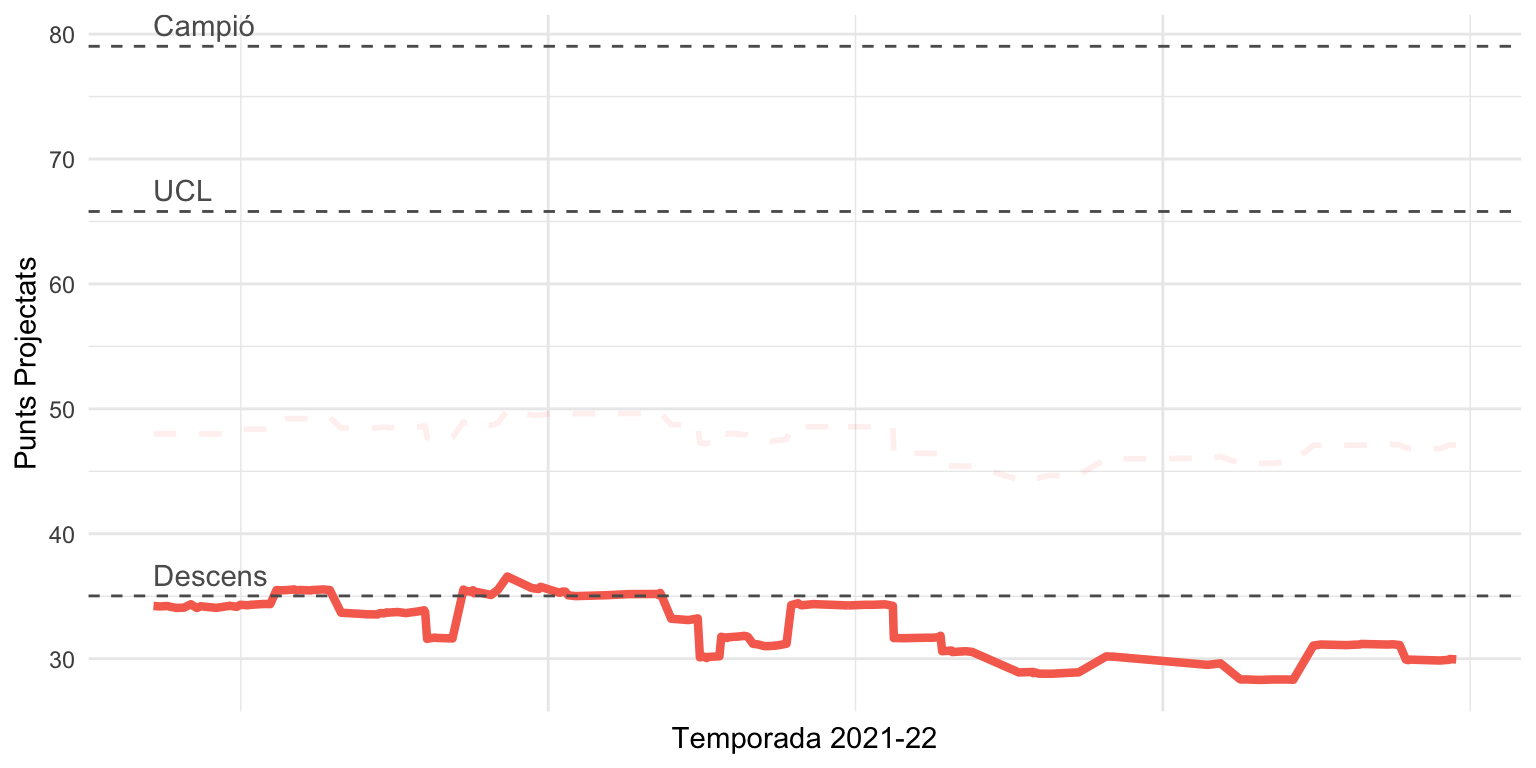 80
Campió
70
UCL
60
50
40
Descens
30
Punts Projectats
Temporada 2021-22